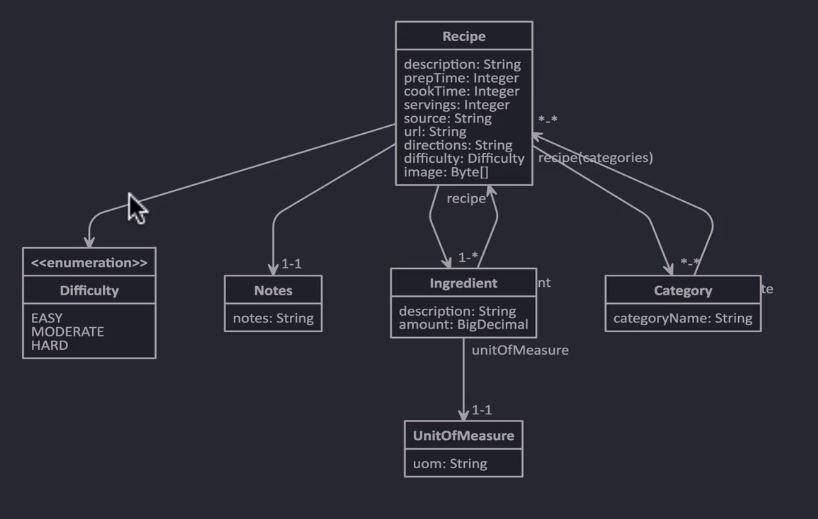 Recipe
description: String
prepTime: Integer
cookTime: Integer
servings: Integer
source: String
url: String
directions: String
difficulty: Difficulty
image: Byte[]
*-*
recipe(categories)
recipe
<<enumeration>>
Difficulty
EASY
MODERATE
HARD
1-1
Notes
notes: String
1-*
Ingredient
nt
description: String
amount: BigDecimal
*-*
Category
te
categoryName: String
unitOfMeasure
1-1
UnitOfMeasure
uom: String